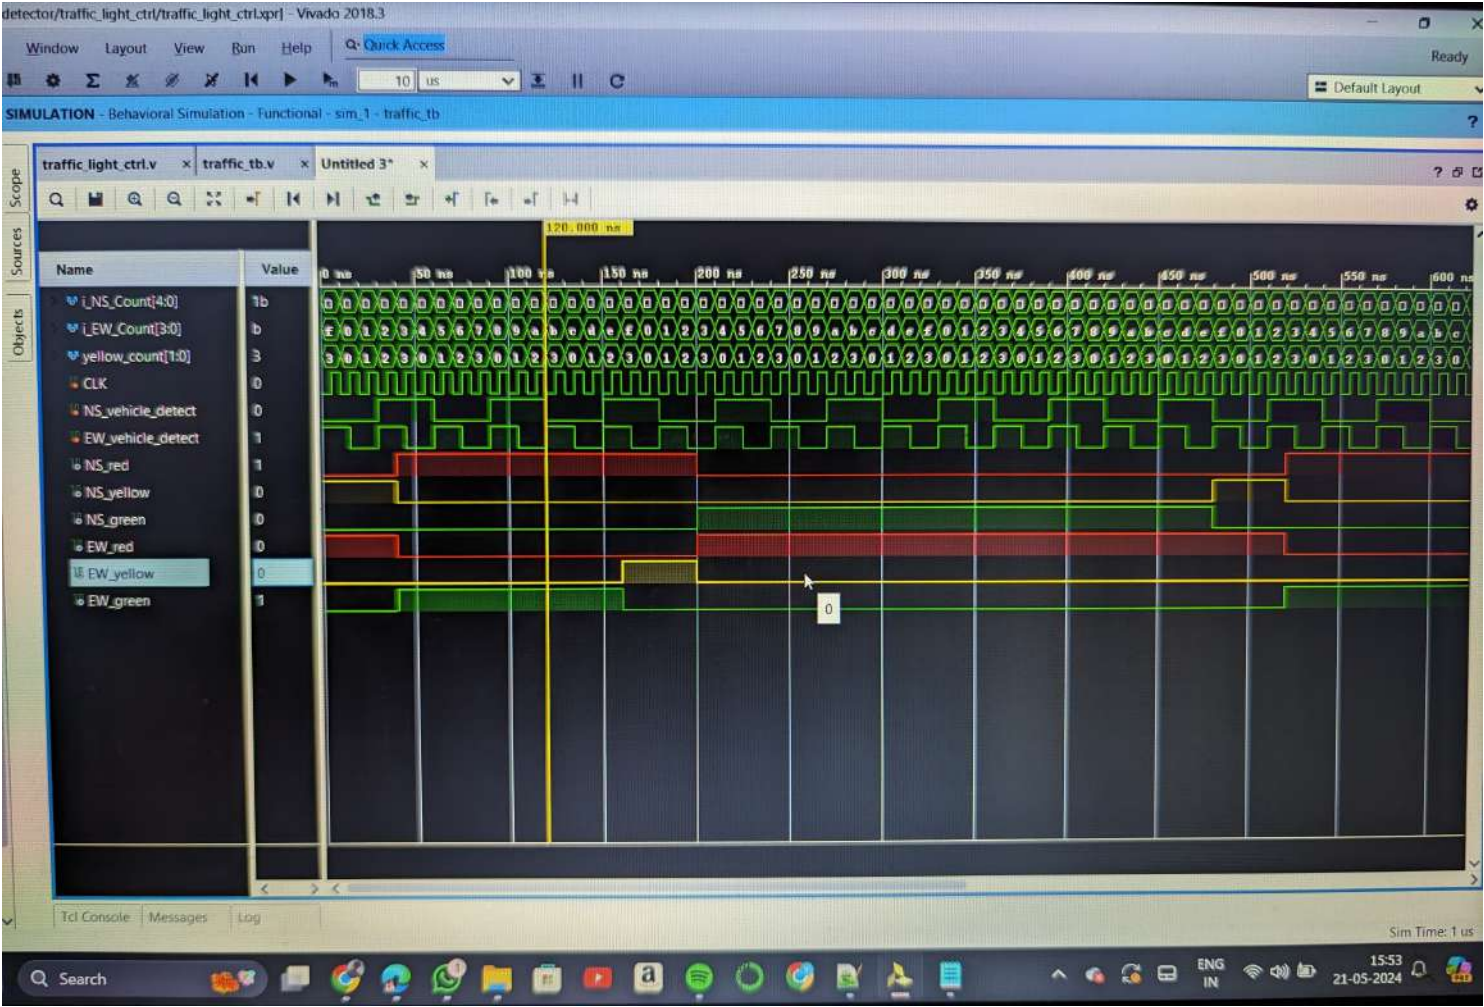 detector/traffic_light_ctrl/traffic_light_ctrl.xpr] - Vivado 2018.3
Window Layout View Run Help Quick Access
Ready
10 us
Default Layout
SIMULATION - Behavioral Simulation - Functional - sim_1 - traffic_tb
?
traffic_light_ctrl.v × traffic_tb.v × Untitled 3* ×
Scope
Sources
Objects
120.000 ns
Name Value
0 ns 50 ns 100 ns 150 ns 200 ns 250 ns 300 ns 350 ns 400 ns 450 ns 500 ns 550 ns 600 ns
i_NS_Count[4:0] 1b
i_EW_Count[3:0] b
yellow_count[1:0] 3
CLK 0
NS_vehicle_detect 0
EW_vehicle_detect 1
NS_red 1
NS_yellow 0
NS_green 0
EW_red 0
EW_yellow 0
EW_green 1
0
Tcl Console Messages Log
Sim Time: 1 us
Search
a
ENG
IN
15:53
21-05-2024